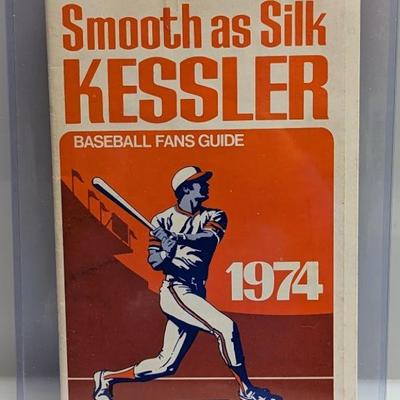 Smooth as Silk
KESSLER
BASEBALL FANS GUIDE
1974